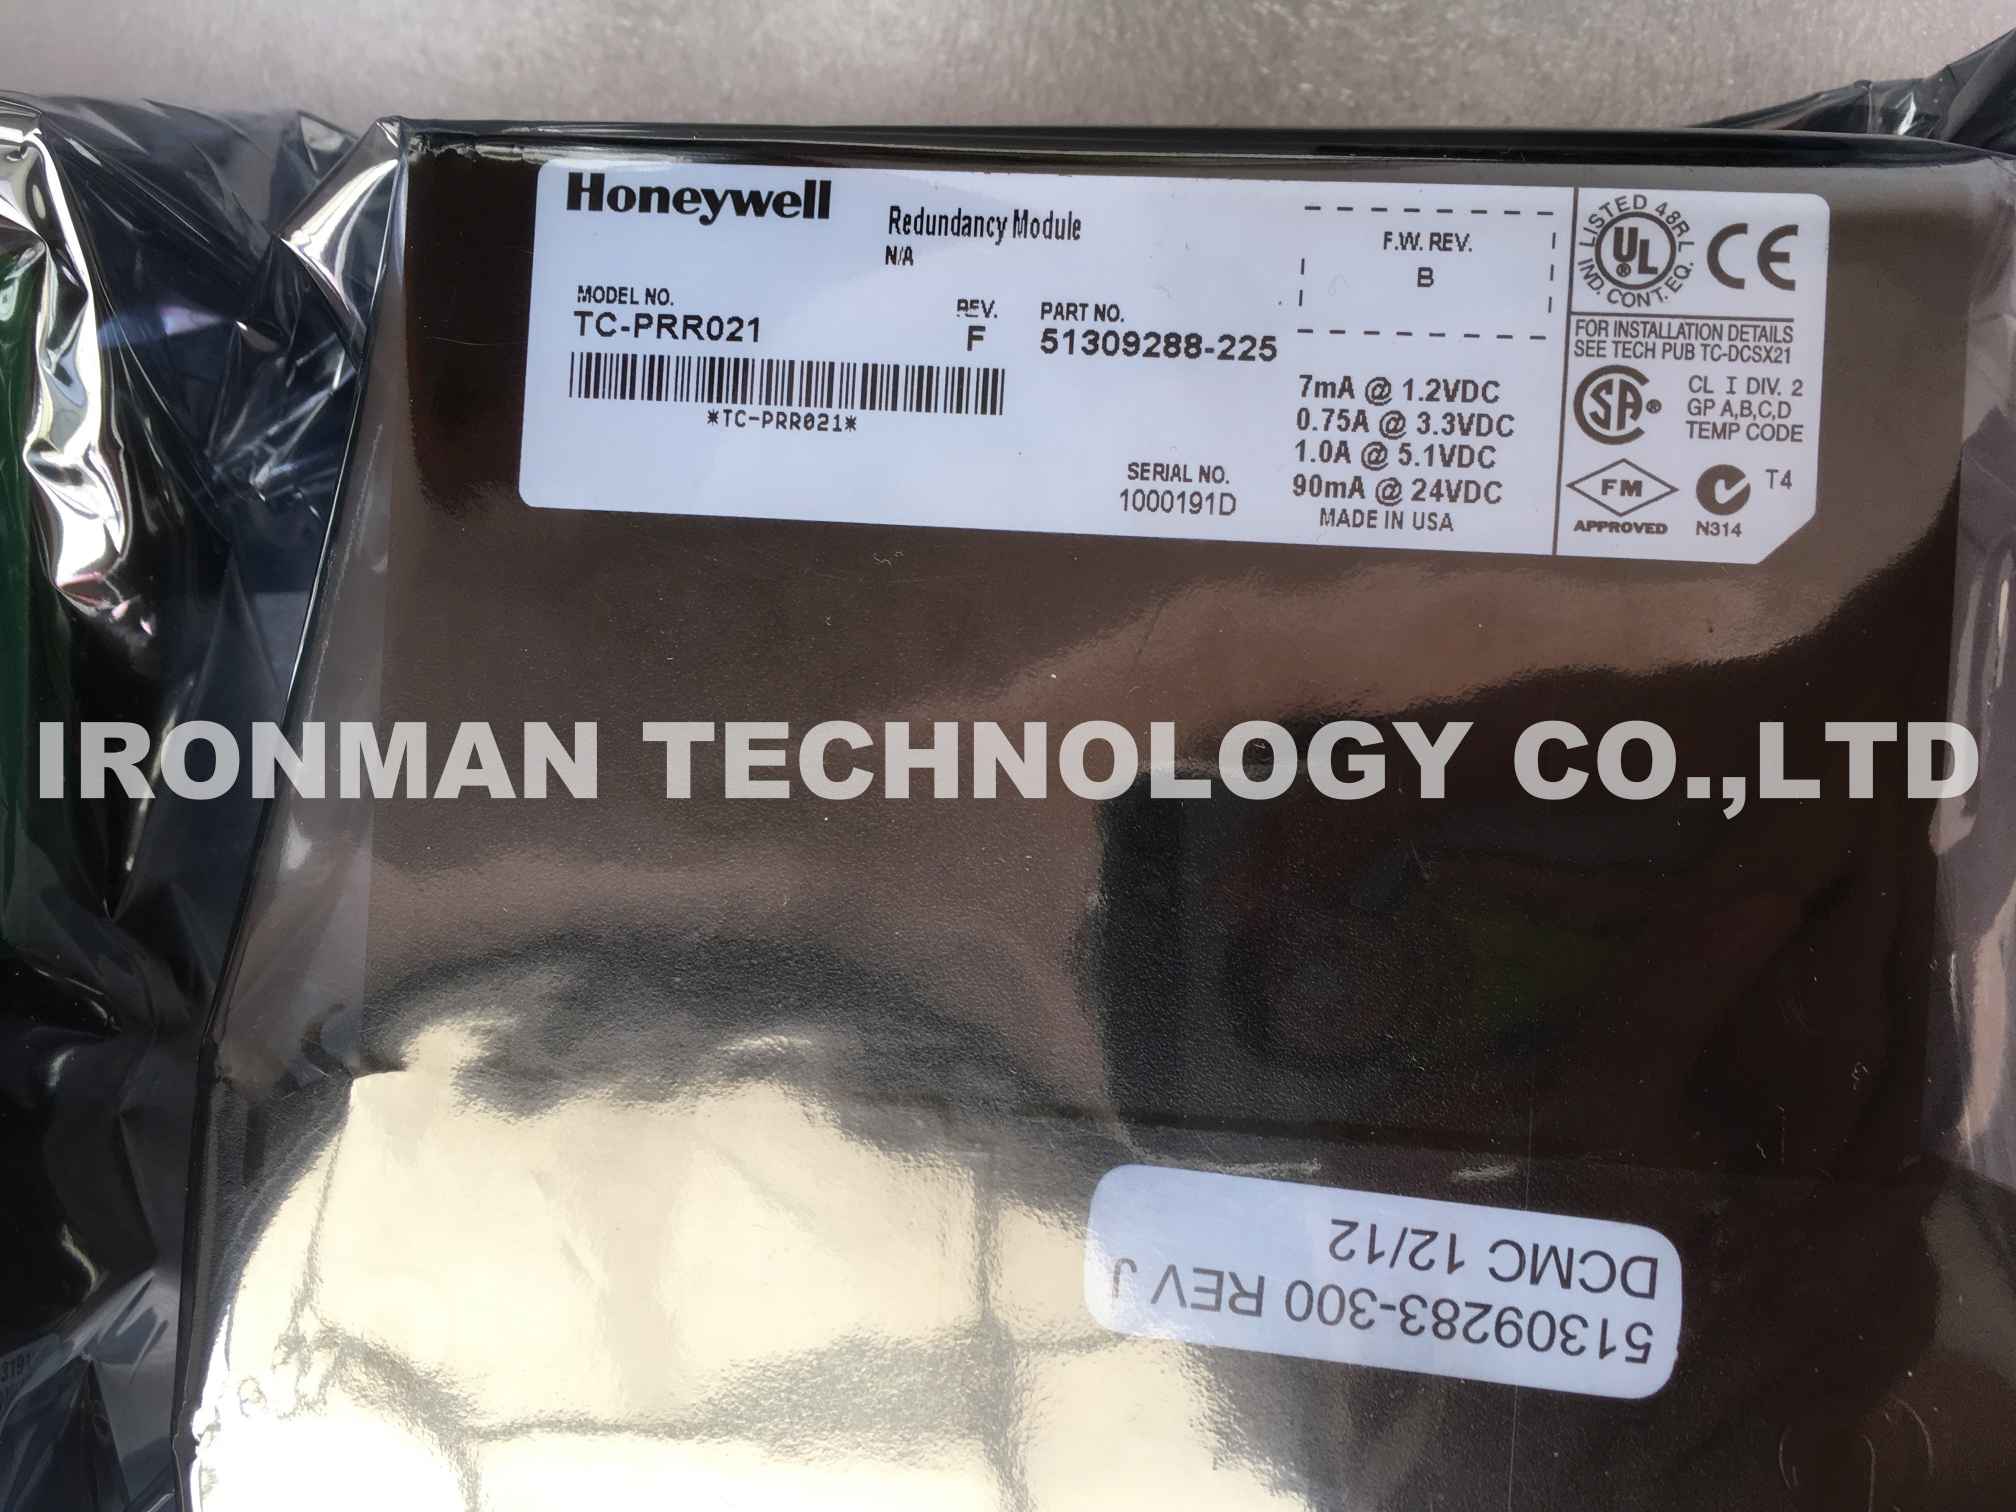 Honeywell
Redundancy Module
N/A
MODEL NO.
TC-PRR021
REV.
F
PART NO.
51309288-225
*TC-PRR021*
SERIAL NO.
1000191D
F.W. REV.
B
7mA @ 1.2VDC
0.75A @ 3.3VDC
1.0A @ 5.1VDC
90mA @ 24VDC
MADE IN USA
LISTED 48RL
UL ®
IND. CONT. EQ.
CE
FOR INSTALLATION DETAILS
SEE TECH PUB TC-DCSX21
SA ®
CL I DIV. 2
GP A,B,C,D
TEMP CODE
T4
FM
APPROVED
N314
IRONMAN TECHNOLOGY CO.,LTD
51309283-300 REV J
DCMC 12/12